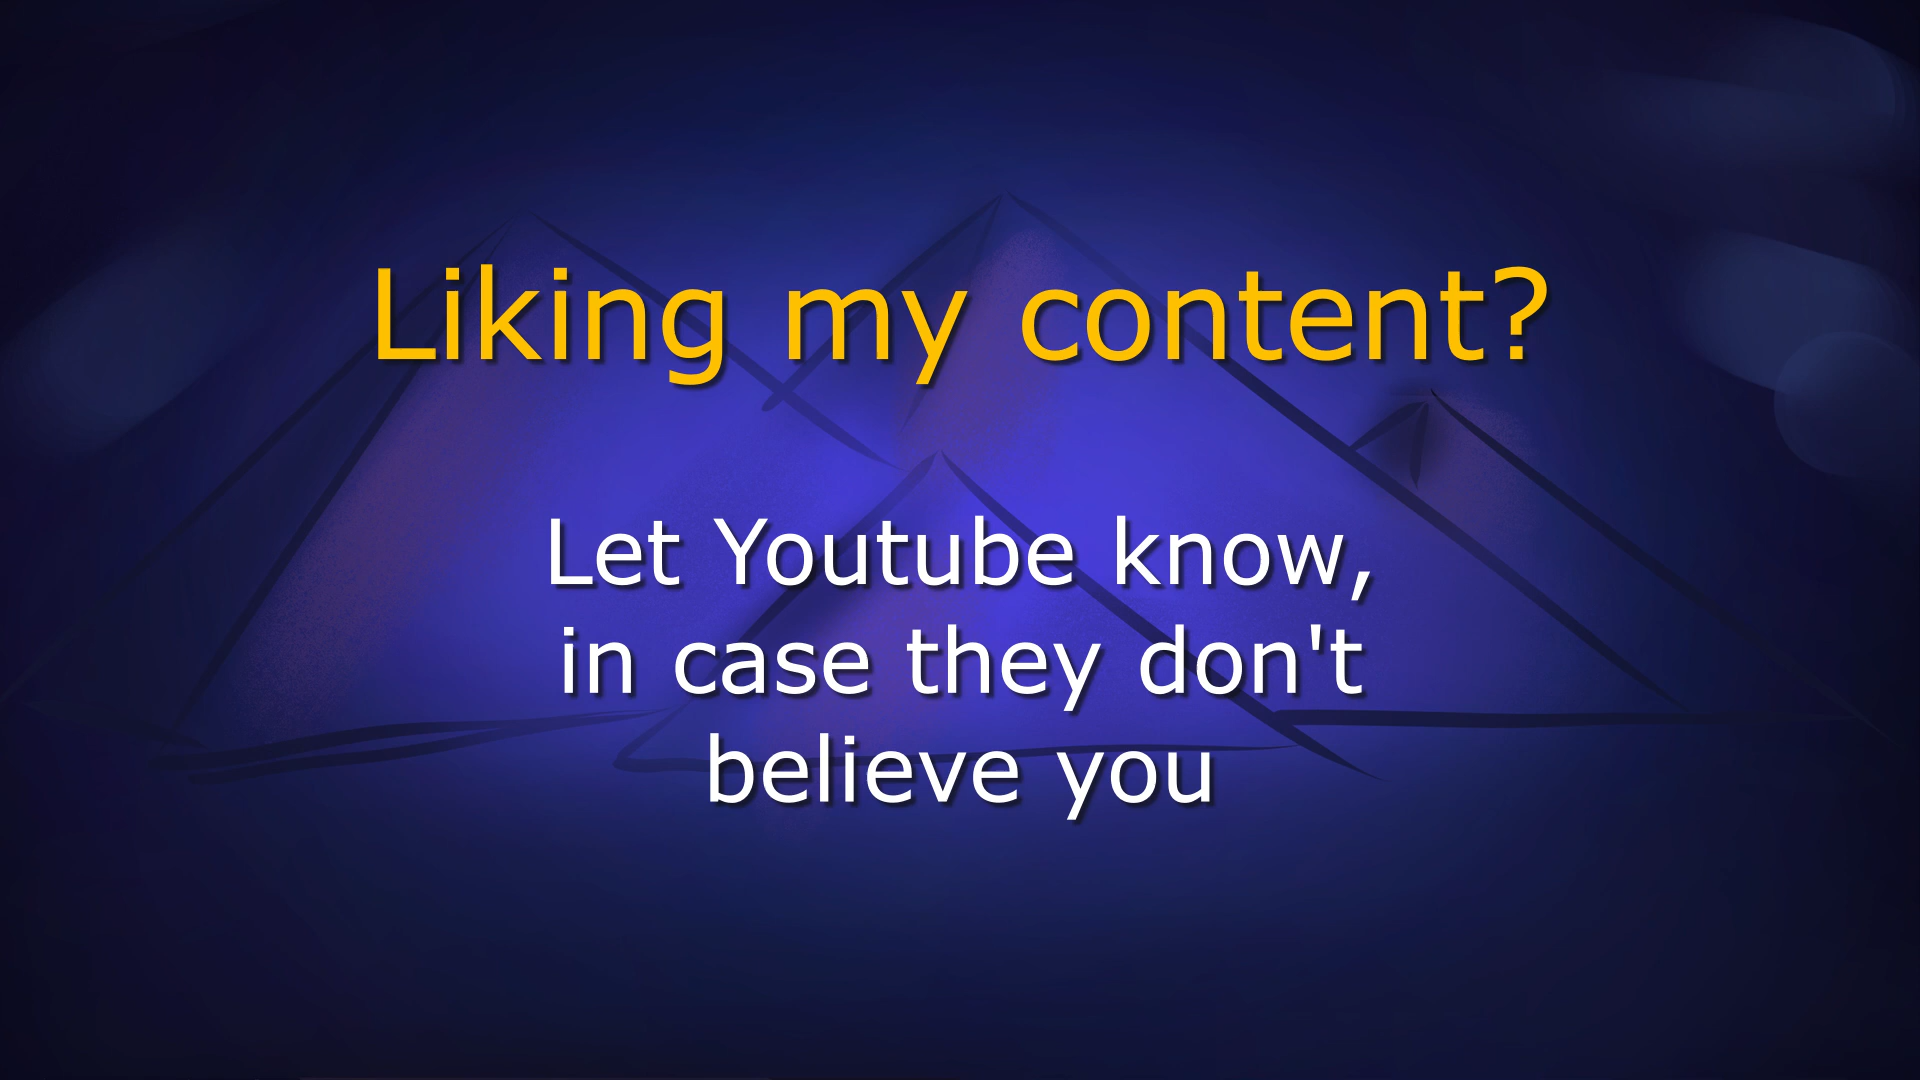 Liking my content?
Let Youtube know,
in case they don't
believe you